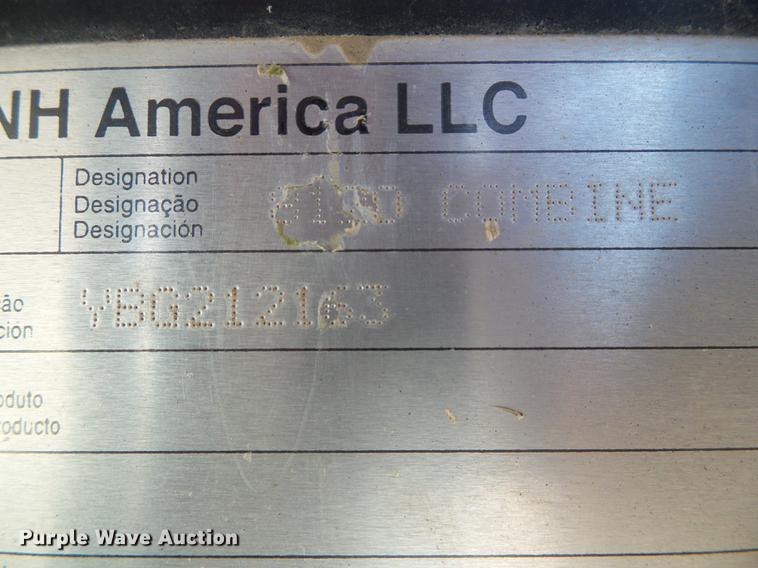 NH America LLC
Designation
Designação
Designación
COMBINE
ção
ción
YBG212163
oduto
roducto
Purple Wave Auction